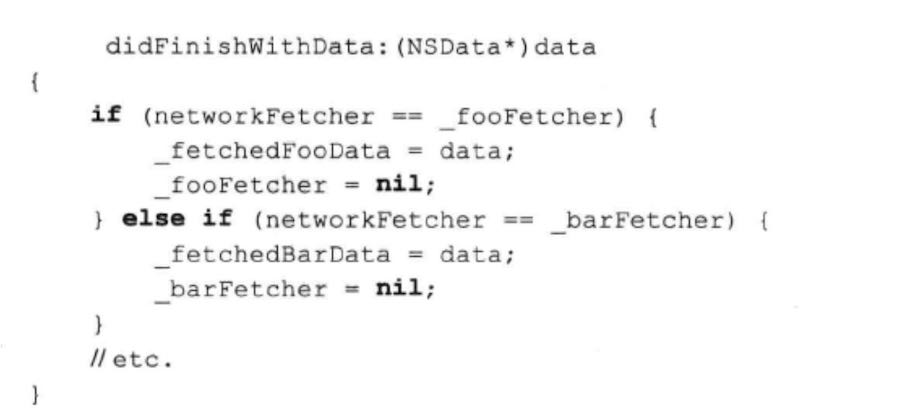 didFinishWithData:(NSData*)data
{
if (networkFetcher == _fooFetcher) {
_fetchedFooData = data;
_fooFetcher = nil;
} else if (networkFetcher == _barFetcher) {
_fetchedBarData = data;
_barFetcher = nil;
}
//etc.
}